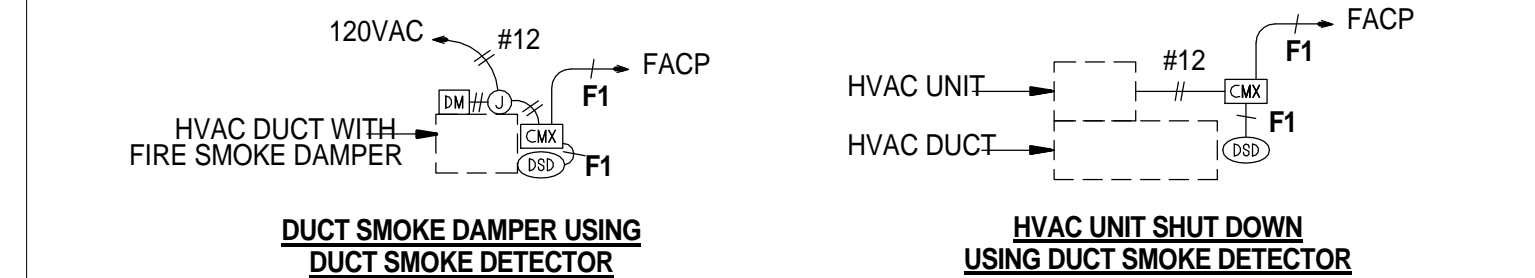 120VAC
#12
FACP
F1
DM
J
CMX
DSD
F1
HVAC DUCT WITH
FIRE SMOKE DAMPER
DUCT SMOKE DAMPER USING
DUCT SMOKE DETECTOR
FACP
F1
#12
HVAC UNIT
CMX
F1
HVAC DUCT
DSD
HVAC UNIT SHUT DOWN
USING DUCT SMOKE DETECTOR